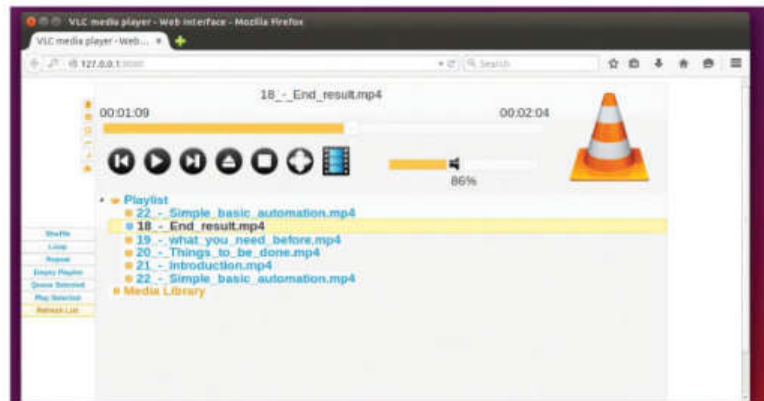 VLC media player - Web Interface - Mozilla Firefox
VLC media player - Web...
127.0.0.1:8080
Search
18_-_End_result.mp4
00:01:09
00:02:04
86%
Playlist
22_-_Simple_basic_automation.mp4
18_-_End_result.mp4
19_-_what_you_need_before.mp4
20_-_Things_to_be_done.mp4
21_-_Introduction.mp4
22_-_Simple_basic_automation.mp4
Media Library
Shuffle
Loop
Repeat
Empty Playlist
Queue Selected
Play Selected
Refresh List